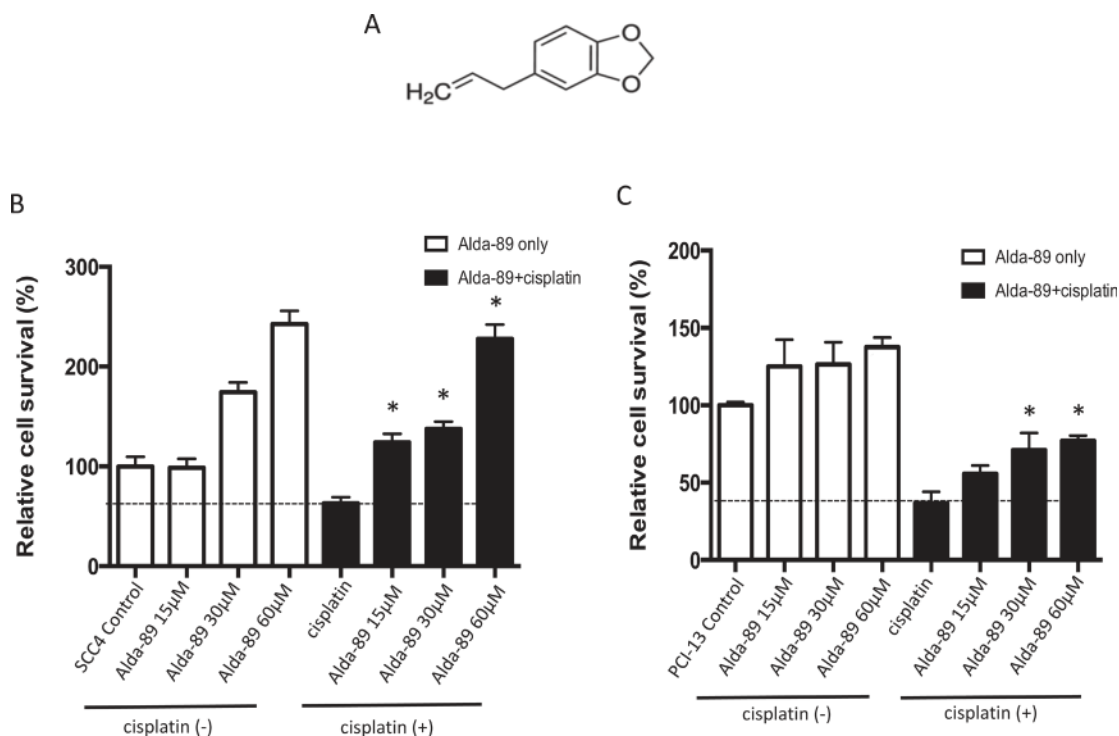 A
H₂C
O
O
B
Alda-89 only
Alda-89+cisplatin
Relative cell survival (%)
300
200
100
0
*
*
*
SCC4 Control
Alda-89 15μM
Alda-89 30μM
Alda-89 60μM
cisplatin
Alda-89 15μM
Alda-89 30μM
Alda-89 60μM
cisplatin (-)
cisplatin (+)
C
Alda-89 only
Alda-89+cisplatin
Relative cell survival (%)
200
150
100
50
0
*
*
PCI-13 Control
Alda-89 15μM
Alda-89 30μM
Alda-89 60μM
cisplatin
Alda-89 15μM
Alda-89 30μM
Alda-89 60μM
cisplatin (-)
cisplatin (+)